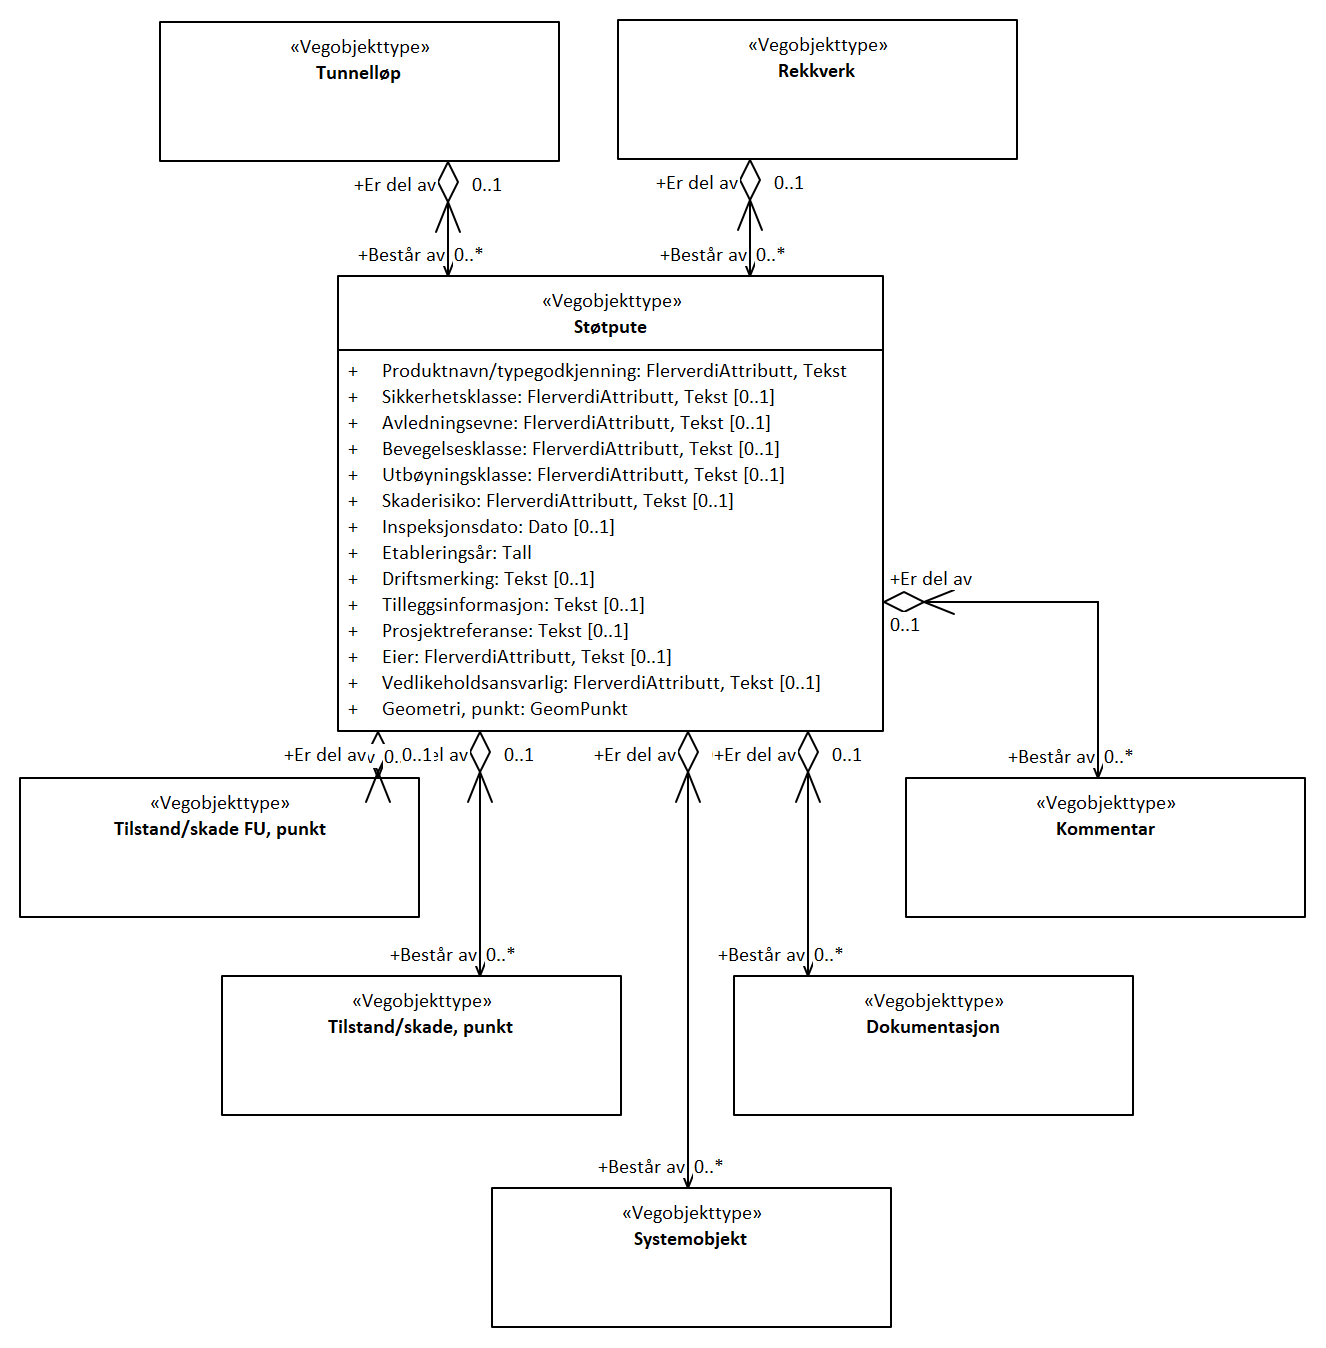 «Vegobjekttype»
Tunnelløp
«Vegobjekttype»
Rekkverk
+Er del av 0..1
+Er del av 0..1
+Består av 0..*
+Består av 0..*
«Vegobjekttype»
Støtpute
+ Produktnavn/typegodkjenning: FlerverdiAttributt, Tekst
+ Sikkerhetsklasse: FlerverdiAttributt, Tekst [0..1]
+ Avledningsevne: FlerverdiAttributt, Tekst [0..1]
+ Bevegelsesklasse: FlerverdiAttributt, Tekst [0..1]
+ Utbøyningsklasse: FlerverdiAttributt, Tekst [0..1]
+ Skaderisiko: FlerverdiAttributt, Tekst [0..1]
+ Inspeksjonsdato: Dato [0..1]
+ Etableringsår: Tall
+ Driftsmerking: Tekst [0..1]
+ Tilleggsinformasjon: Tekst [0..1]
+ Prosjektreferanse: Tekst [0..1]
+ Eier: FlerverdiAttributt, Tekst [0..1]
+ Vedlikeholdsansvarlig: FlerverdiAttributt, Tekst [0..1]
+ Geometri, punkt: GeomPunkt
+Er del av
0..1
+Er del av 0..1 av 0..1
+Er del av
+Er del av 0..1
+Består av 0..*
«Vegobjekttype»
Tilstand/skade FU, punkt
«Vegobjekttype»
Kommentar
+Består av 0..*
+Består av 0..*
«Vegobjekttype»
Tilstand/skade, punkt
«Vegobjekttype»
Dokumentasjon
+Består av 0..*
«Vegobjekttype»
Systemobjekt